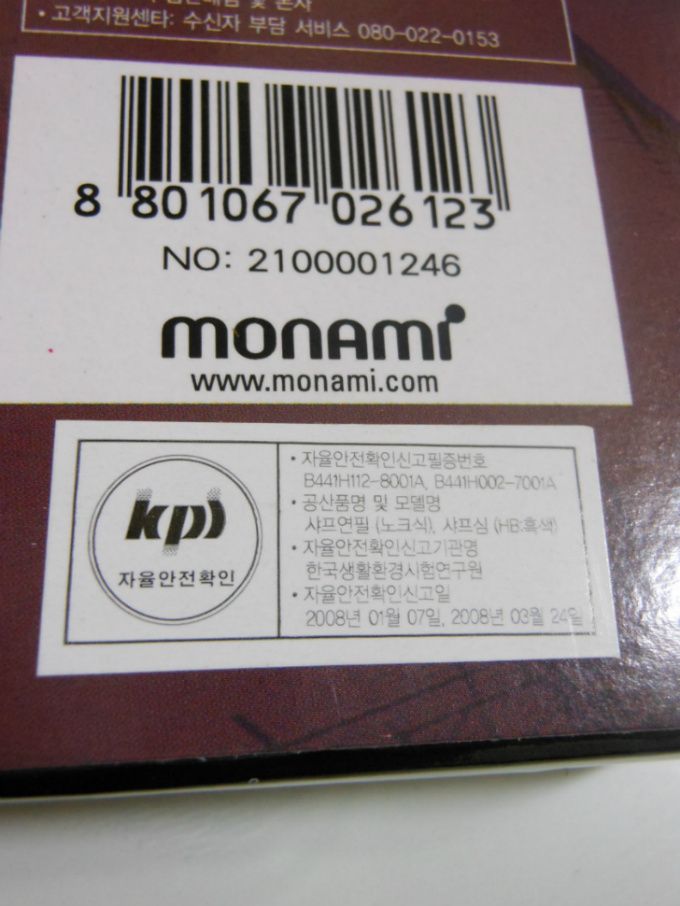 및
· 고객지원센타: 수신자 부담 서비스 080-022-0153
8 801067 026123
NO: 2100001246
monami
www.monami.com
kps
자율안전확인
· 자율안전확인신고필증번호
B441H112-8001A, B441H002-7001A
· 공산품명 및 모델명
샤프연필 (노크식), 샤프심 (HB:흑색)
· 자율안전확인신고기관명
한국생활환경시험연구원
· 자율안전확인신고일
2008년 01월 07일, 2008년 03월 24일